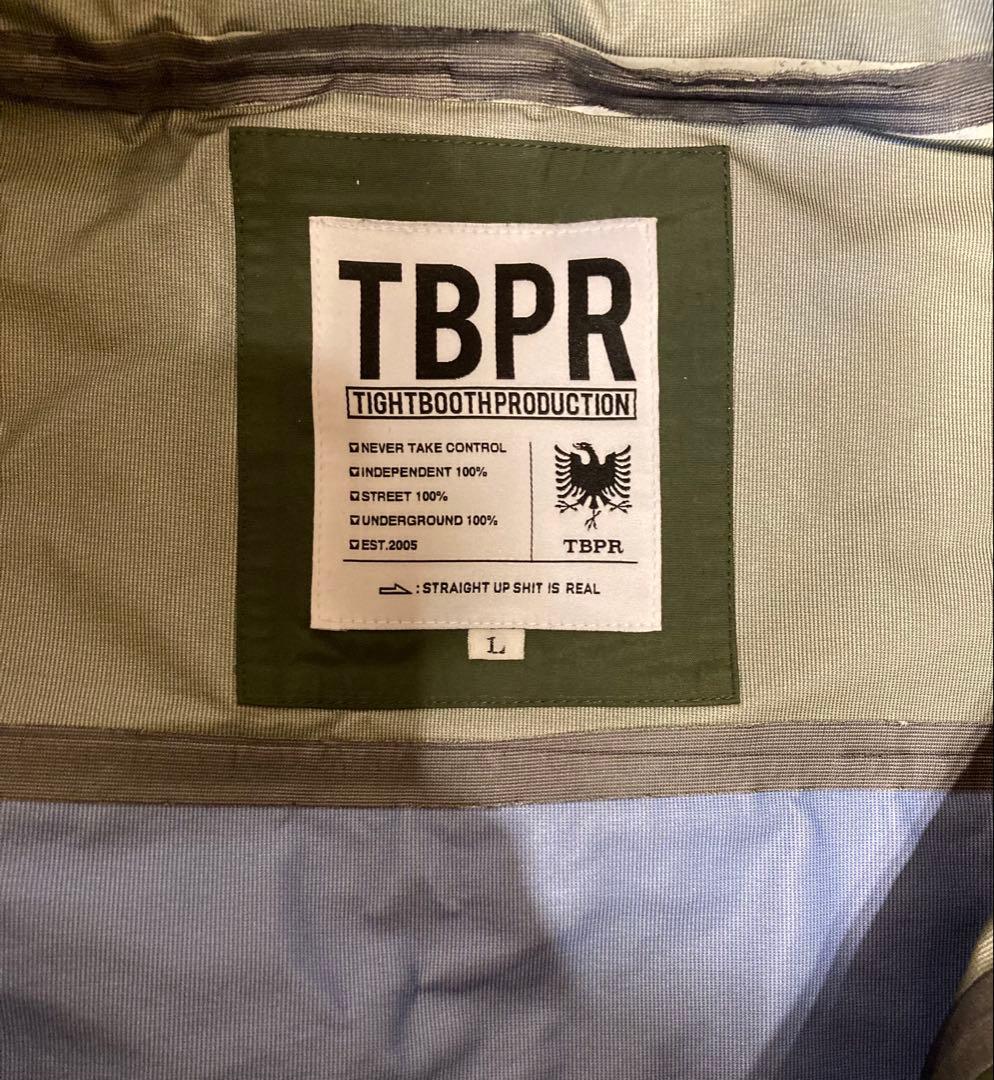 TBPR
TIGHTBOOTHPRODUCTION
NEVER TAKE CONTROL
INDEPENDENT 100%
STREET 100%
UNDERGROUND 100%
EST.2005
TBPR
:STRAIGHT UP SHIT IS REAL
L